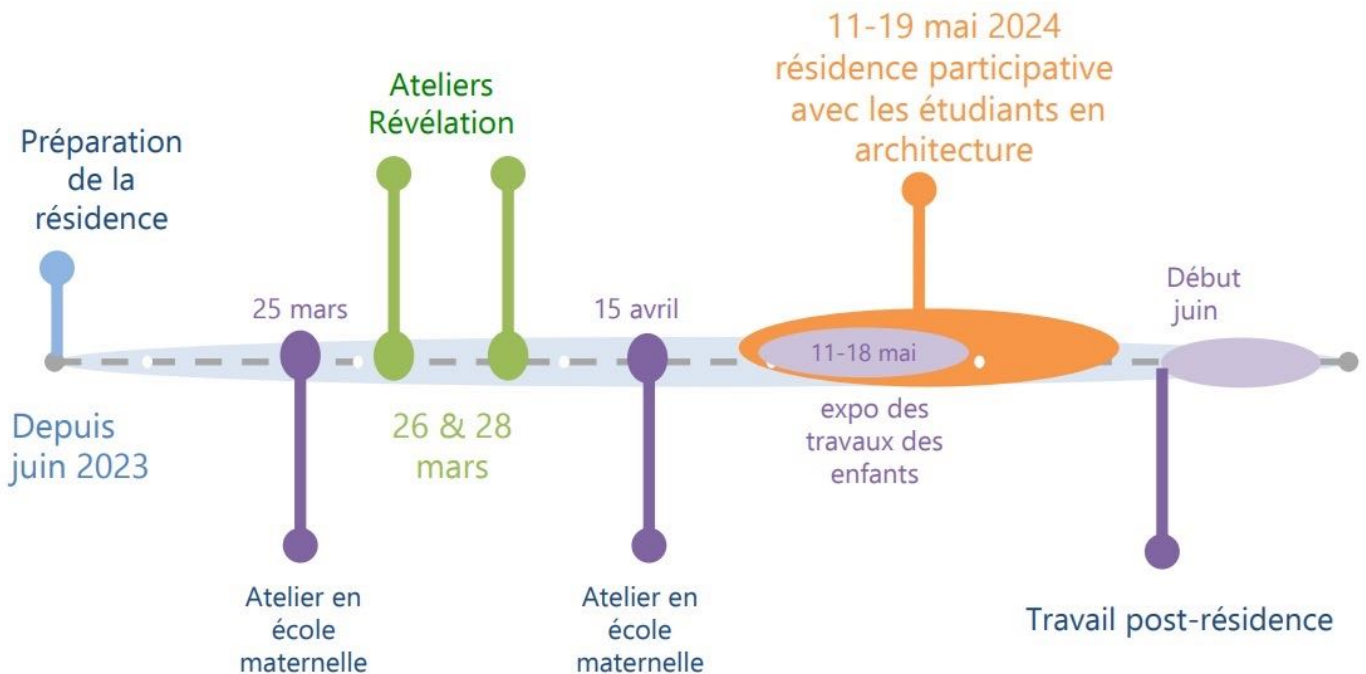 Préparation
de la
résidence
Depuis
juin 2023
25 mars
Atelier en
école
maternelle
Ateliers
Révélation
26 & 28
mars
15 avril
Atelier en
école
maternelle
11-19 mai 2024
résidence participative
avec les étudiants en
architecture
11-18 mai
expo des
travaux des
enfants
Début
juin
Travail post-résidence